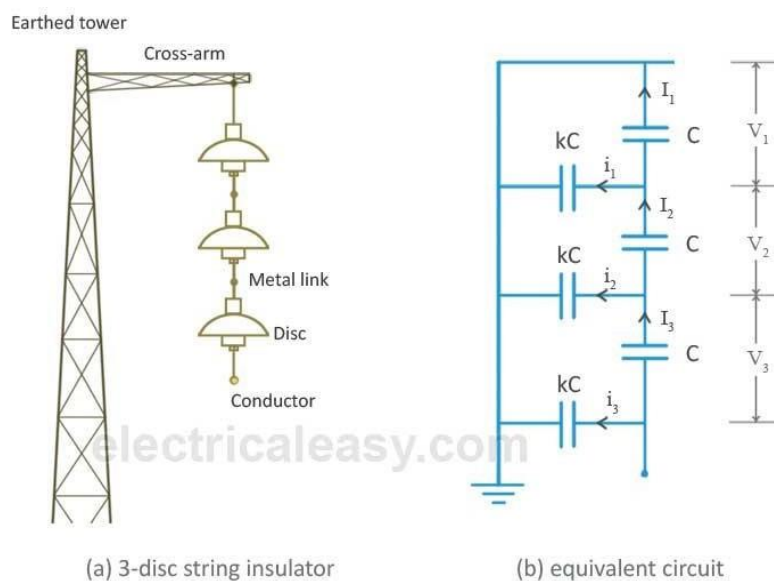 Earthed tower
Cross-arm
Metal link
Disc
Conductor
I₁
C
V₁
kC
i₁
I₂
C
V₂
kC
i₂
I₃
C
V₃
kC
i₃
electricaleasy.com
(a) 3-disc string insulator
(b) equivalent circuit